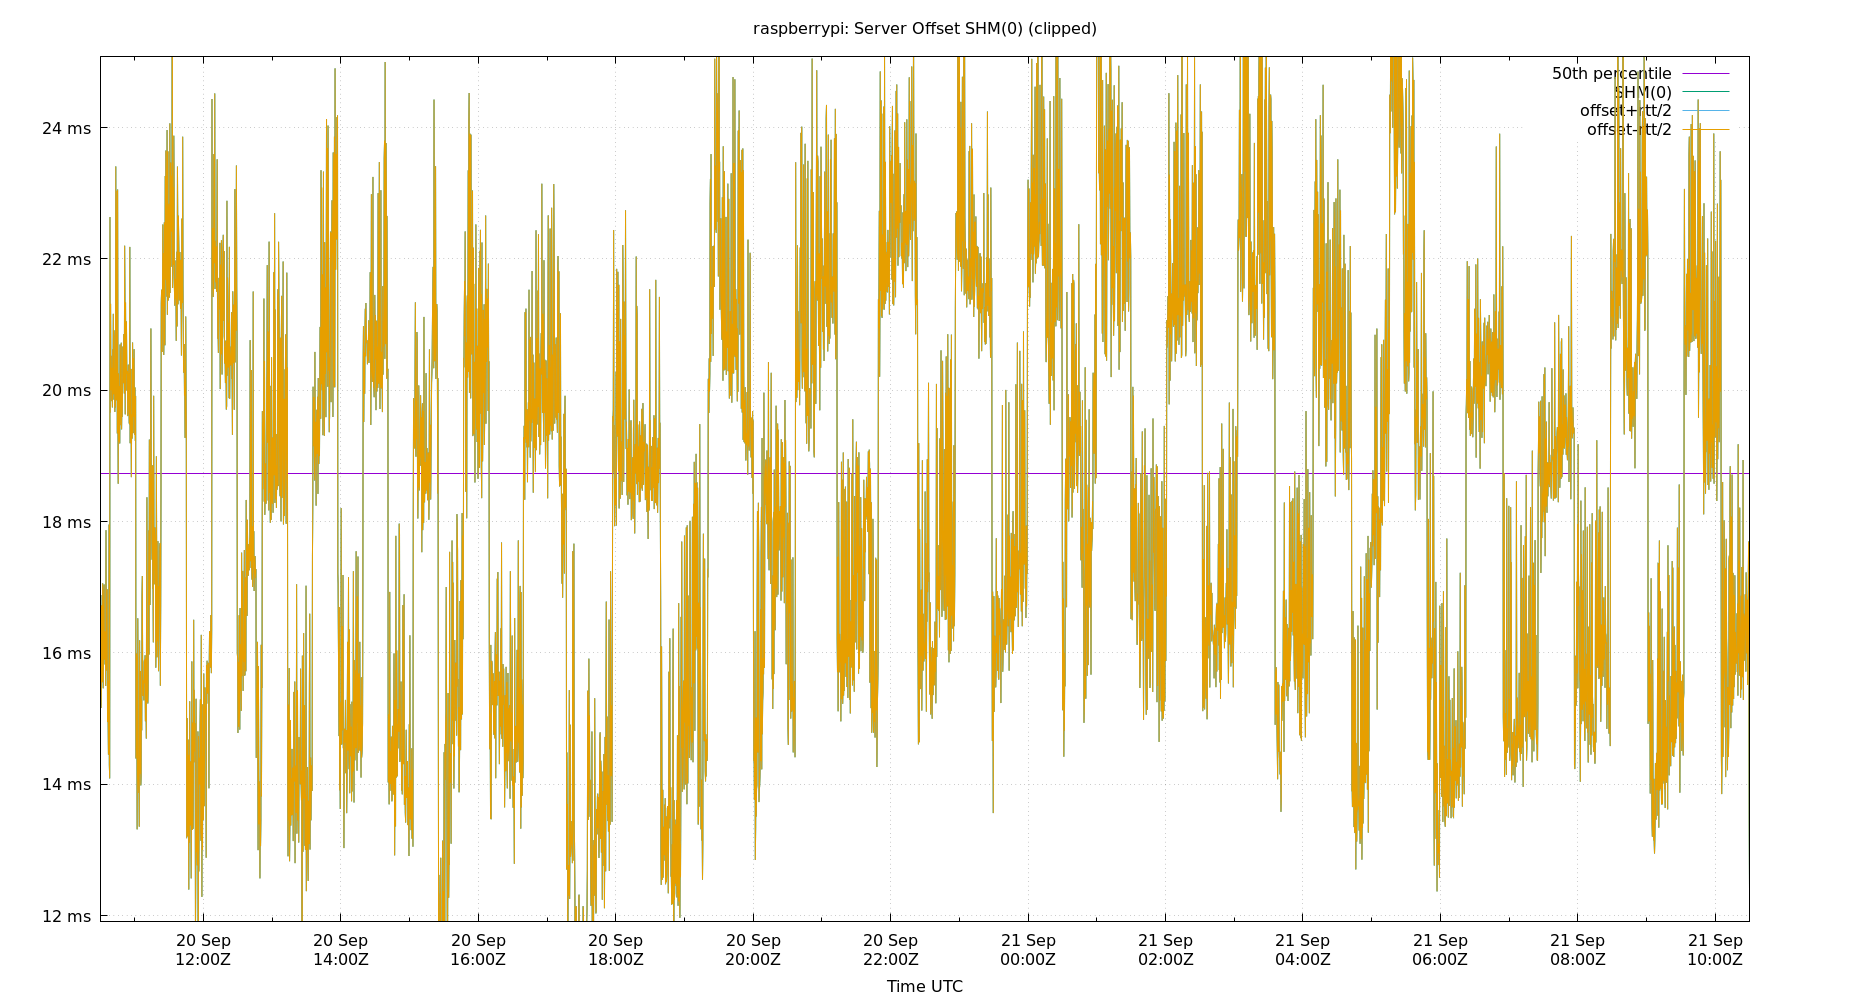 raspberrypi: Server Offset SHM(0) (clipped)
50th percentile
SHM(0)
offset+rtt/2
offset-rtt/2
24 ms
22 ms
20 ms
18 ms
16 ms
14 ms
12 ms
20 Sep 20 Sep 20 Sep 20 Sep 20 Sep 20 Sep 21 Sep 21 Sep 21 Sep 21 Sep 21 Sep 21 Sep
12:00Z 14:00Z 16:00Z 18:00Z 20:00Z 22:00Z 00:00Z 02:00Z 04:00Z 06:00Z 08:00Z 10:00Z
Time UTC